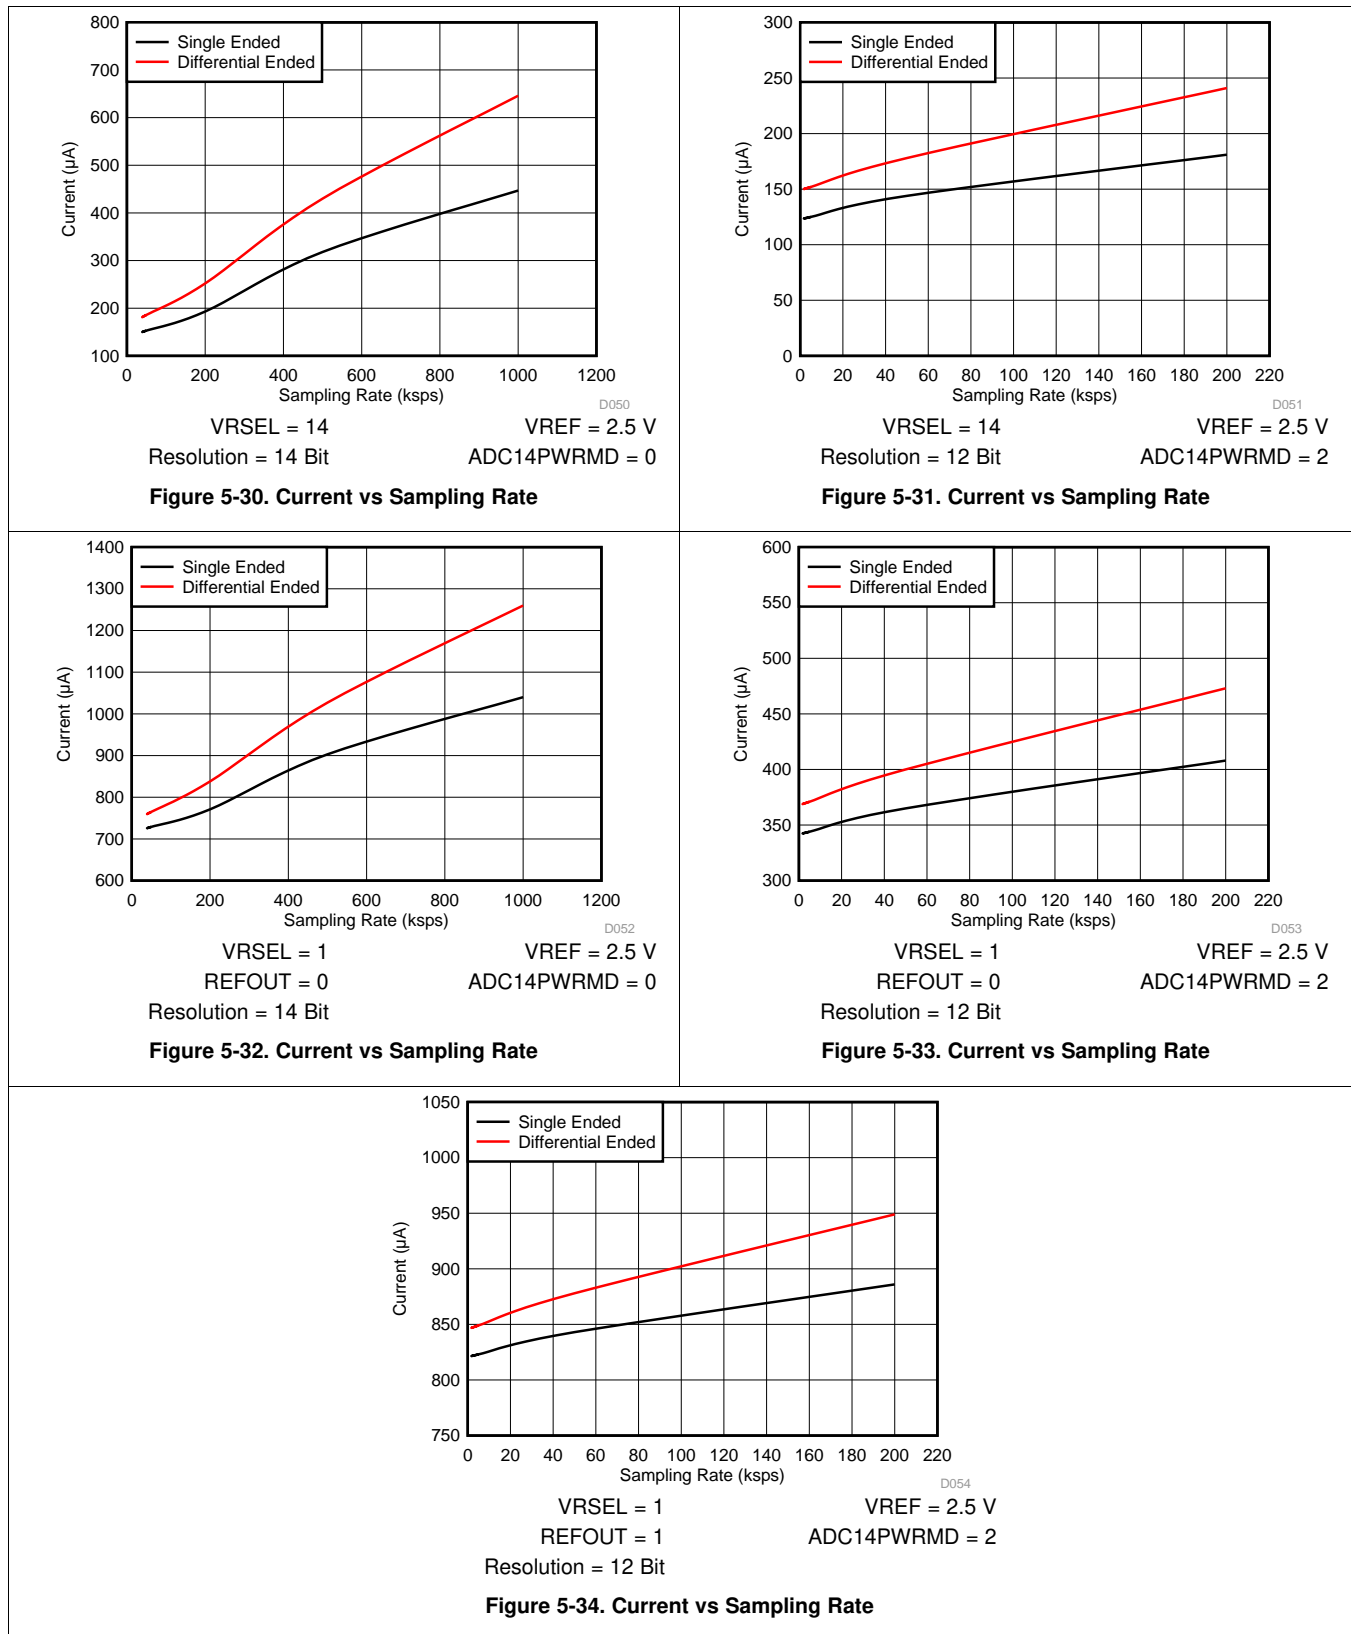 800
700
600
500
400
300
200
100
Current (µA)
Single Ended
Differential Ended
0 200 400 600 800 1000 1200
Sampling Rate (ksps)
D050
VRSEL = 14 VREF = 2.5 V
Resolution = 14 Bit ADC14PWRMD = 0
Figure 5-30. Current vs Sampling Rate
300
250
200
150
100
50
0
Current (µA)
Single Ended
Differential Ended
0 20 40 60 80 100 120 140 160 180 200 220
Sampling Rate (ksps)
D051
VRSEL = 14 VREF = 2.5 V
Resolution = 12 Bit ADC14PWRMD = 2
Figure 5-31. Current vs Sampling Rate
1400
1300
1200
1100
1000
900
800
700
600
Current (µA)
Single Ended
Differential Ended
0 200 400 600 800 1000 1200
Sampling Rate (ksps)
D052
VRSEL = 1 VREF = 2.5 V
REFOUT = 0 ADC14PWRMD = 0
Resolution = 14 Bit
Figure 5-32. Current vs Sampling Rate
600
550
500
450
400
350
300
Current (µA)
Single Ended
Differential Ended
0 20 40 60 80 100 120 140 160 180 200 220
Sampling Rate (ksps)
D053
VRSEL = 1 VREF = 2.5 V
REFOUT = 0 ADC14PWRMD = 2
Resolution = 12 Bit
Figure 5-33. Current vs Sampling Rate
1050
1000
950
900
850
800
750
Current (µA)
Single Ended
Differential Ended
0 20 40 60 80 100 120 140 160 180 200 220
Sampling Rate (ksps)
D054
VRSEL = 1 VREF = 2.5 V
REFOUT = 1 ADC14PWRMD = 2
Resolution = 12 Bit
Figure 5-34. Current vs Sampling Rate